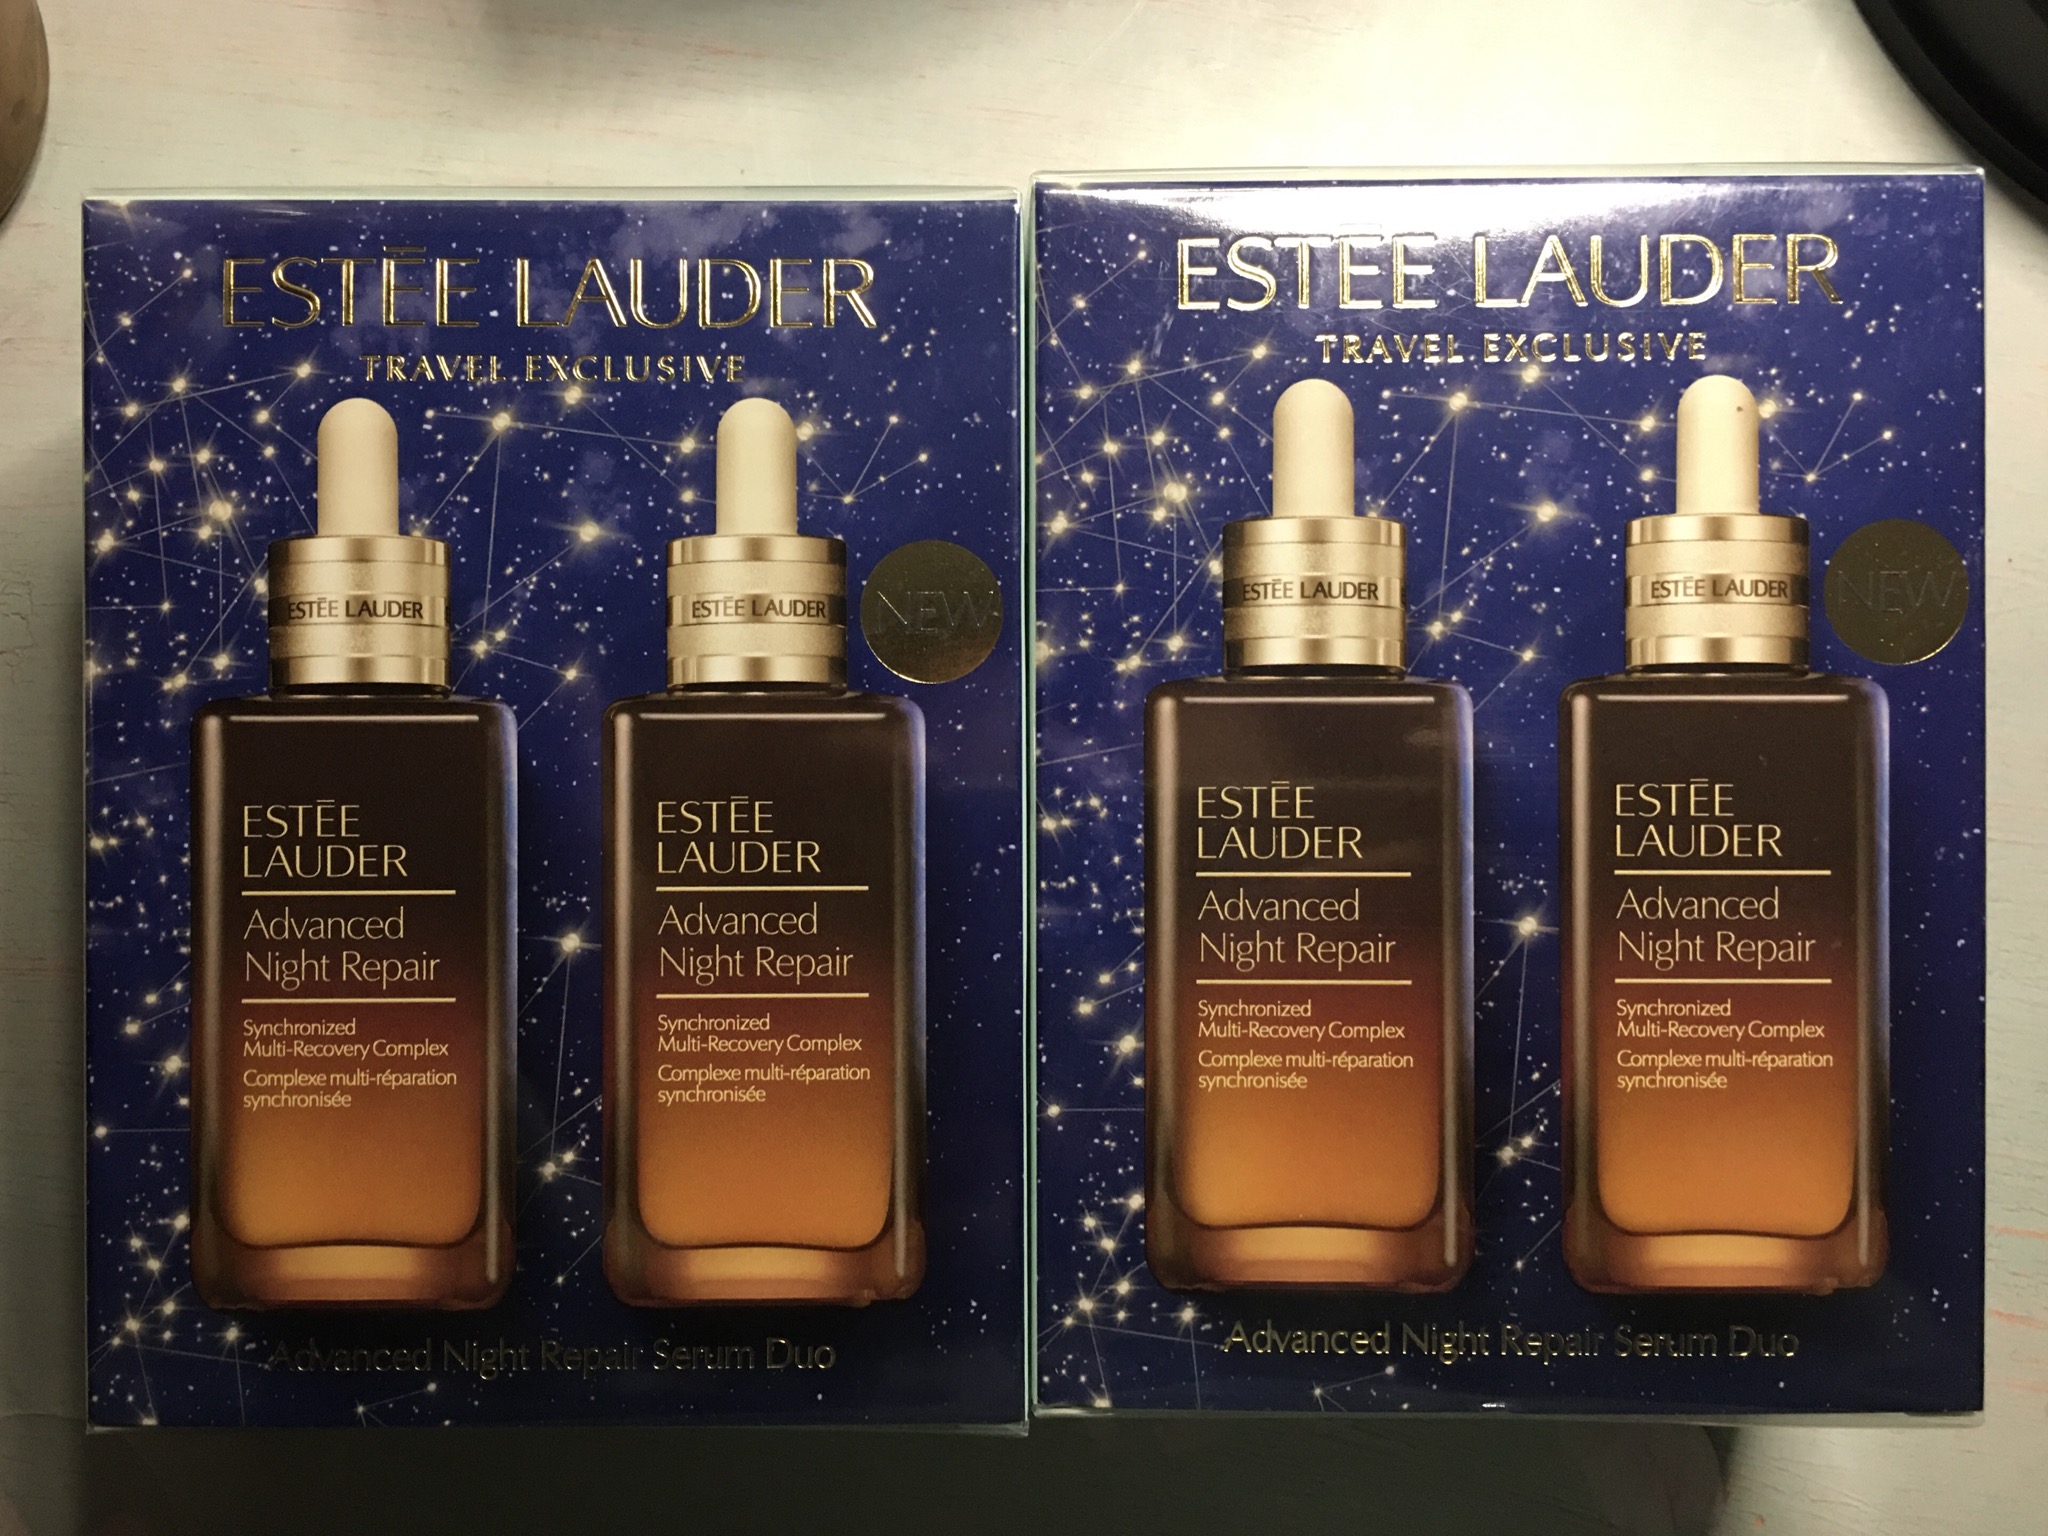 ESTĒE LAUDER
TRAVEL EXCLUSIVE
ESTĒE LAUDER
ESTĒE LAUDER
NEW
ESTĒE
LAUDER
Advanced
Night Repair
Synchronized
Multi-Recovery Complex
Complexe multi-réparation
synchronisée
ESTĒE
LAUDER
Advanced
Night Repair
Synchronized
Multi-Recovery Complex
Complexe multi-réparation
synchronisée
Advanced Night Repair Serum Duo
ESTĒE LAUDER
TRAVEL EXCLUSIVE
ESTĒE LAUDER
ESTĒE LAUDER
NEW
ESTĒE
LAUDER
Advanced
Night Repair
Synchronized
Multi-Recovery Complex
Complexe multi-réparation
synchronisée
ESTĒE
LAUDER
Advanced
Night Repair
Synchronized
Multi-Recovery Complex
Complexe multi-réparation
synchronisée
Advanced Night Repair Serum Duo